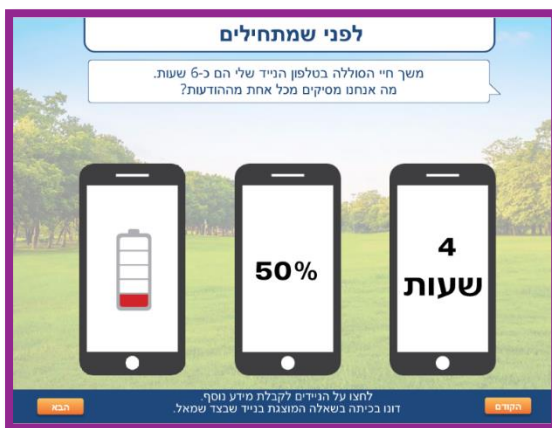 לפני שמתחילים
משך חיי הסוללה בטלפון הנייד שלי הם כ-6 שעות.
מה אנחנו מסיקים מכל אחת מההודעות?
4
שעות
50%
לחצו על הניידים לקבלת מידע נוסף.
דונו בכיתה בשאלה המוצגת בנייד שבצד שמאל.
הקודם
הבא